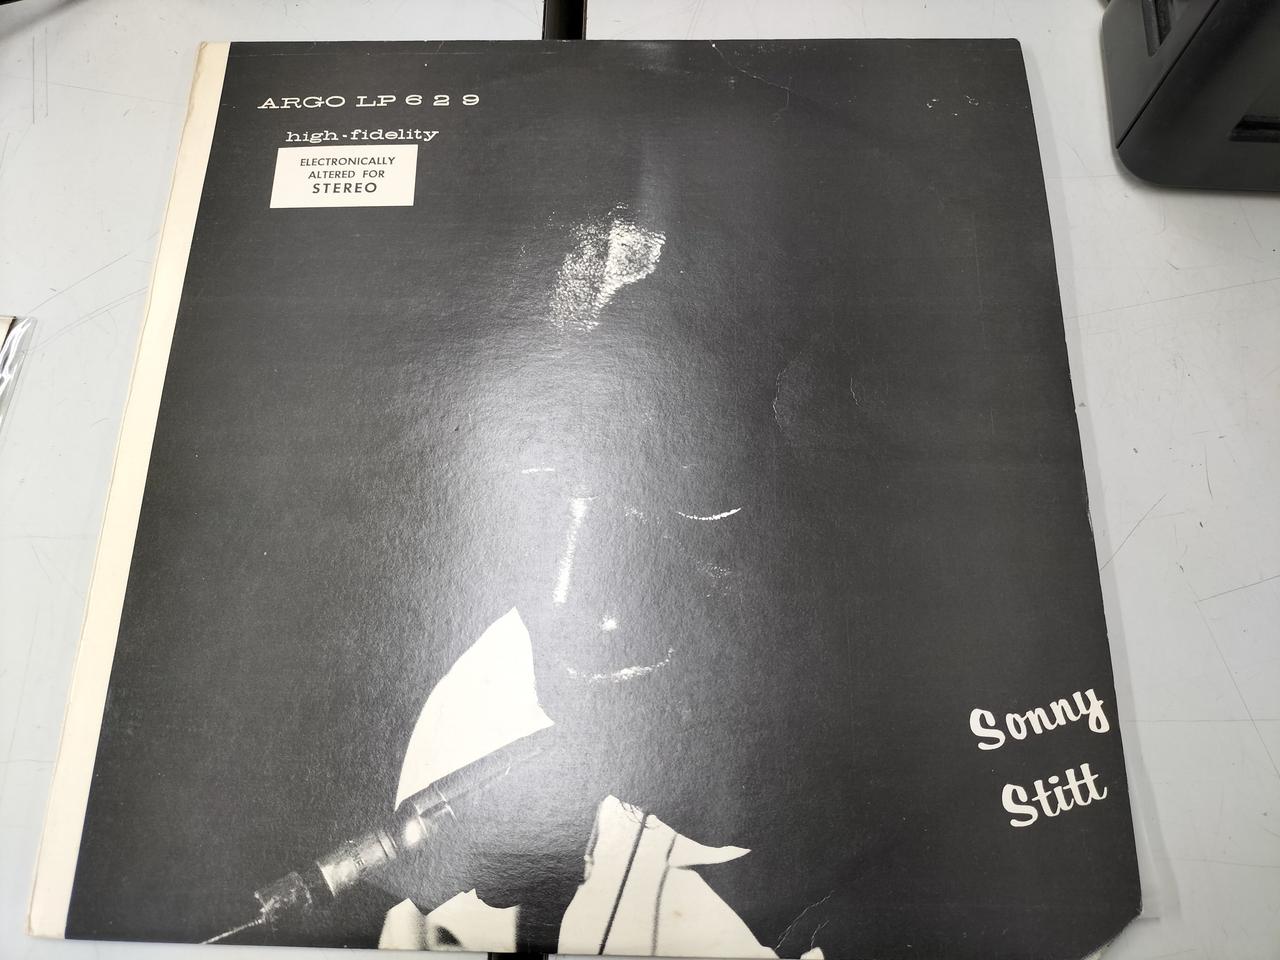 ARGO LP 6 2 9
high-fidelity
ELECTRONICALLY
ALTERED FOR
STEREO
Sonny
Stitt